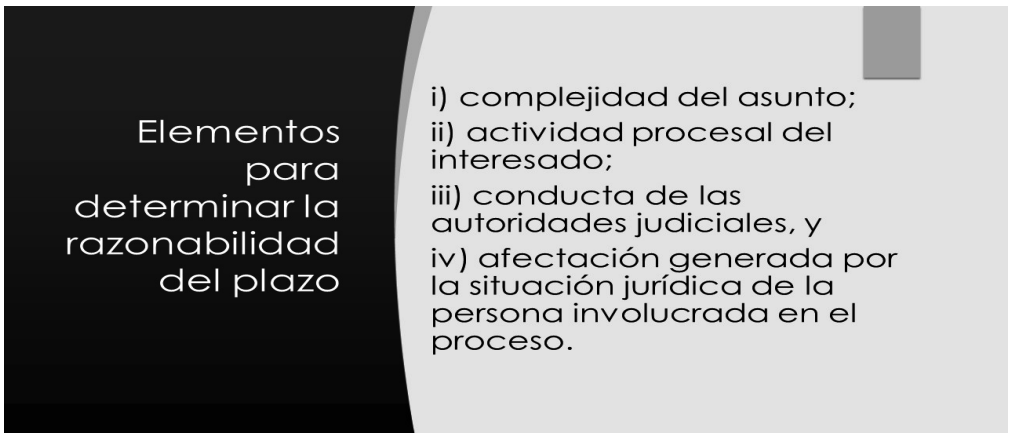 Elementos
para
determinar la
razonabilidad
del plazo
i) complejidad del asunto;
ii) actividad procesal del
interesado;
iii) conducta de las
autoridades judiciales, y
iv) afectación generada por
la situación jurídica de la
persona involucrada en el
proceso.